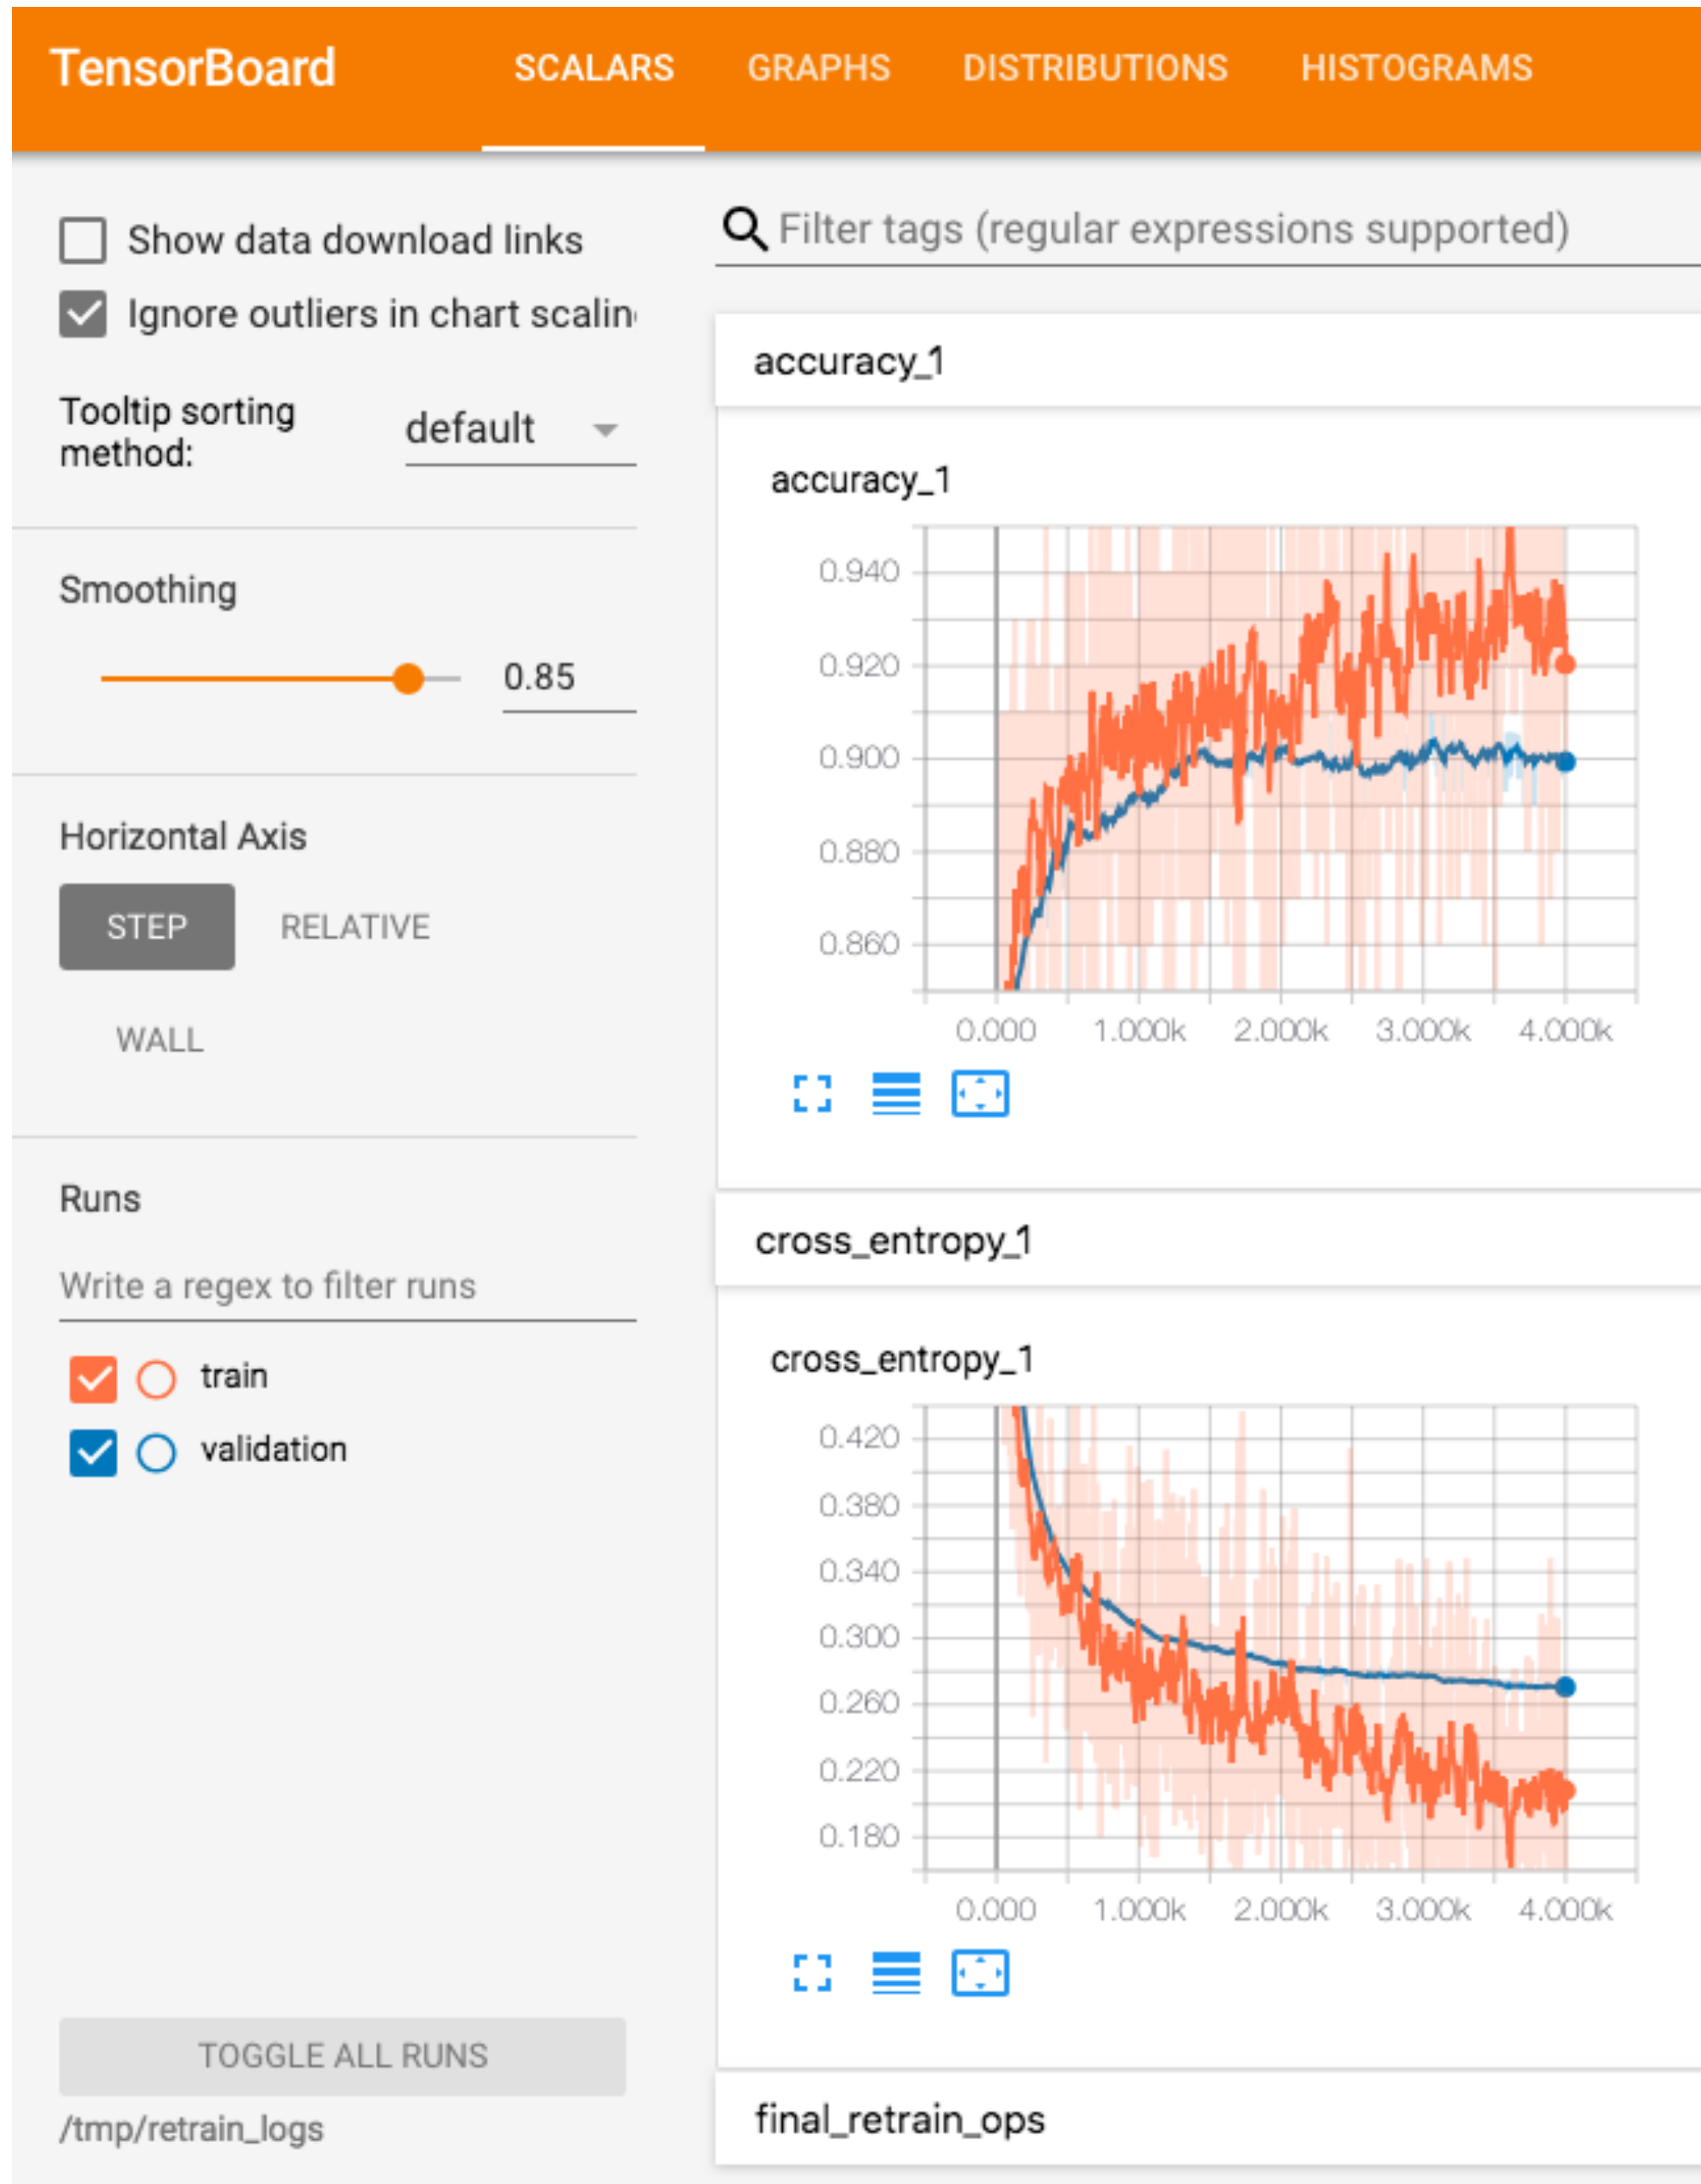 TensorBoard SCALARS GRAPHS DISTRIBUTIONS HISTOGRAMS
Show data download links
Ignore outliers in chart scalin
Tooltip sorting
method:
default
Smoothing
0.85
Horizontal Axis
STEP RELATIVE
WALL
Runs
Write a regex to filter runs
train
validation
TOGGLE ALL RUNS
/tmp/retrain_logs
Filter tags (regular expressions supported)
accuracy_1
accuracy_1
0.940
0.920
0.900
0.880
0.860
0.000 1.000k 2.000k 3.000k 4.000k
cross_entropy_1
cross_entropy_1
0.420
0.380
0.340
0.300
0.260
0.220
0.180
0.000 1.000k 2.000k 3.000k 4.000k
final_retrain_ops